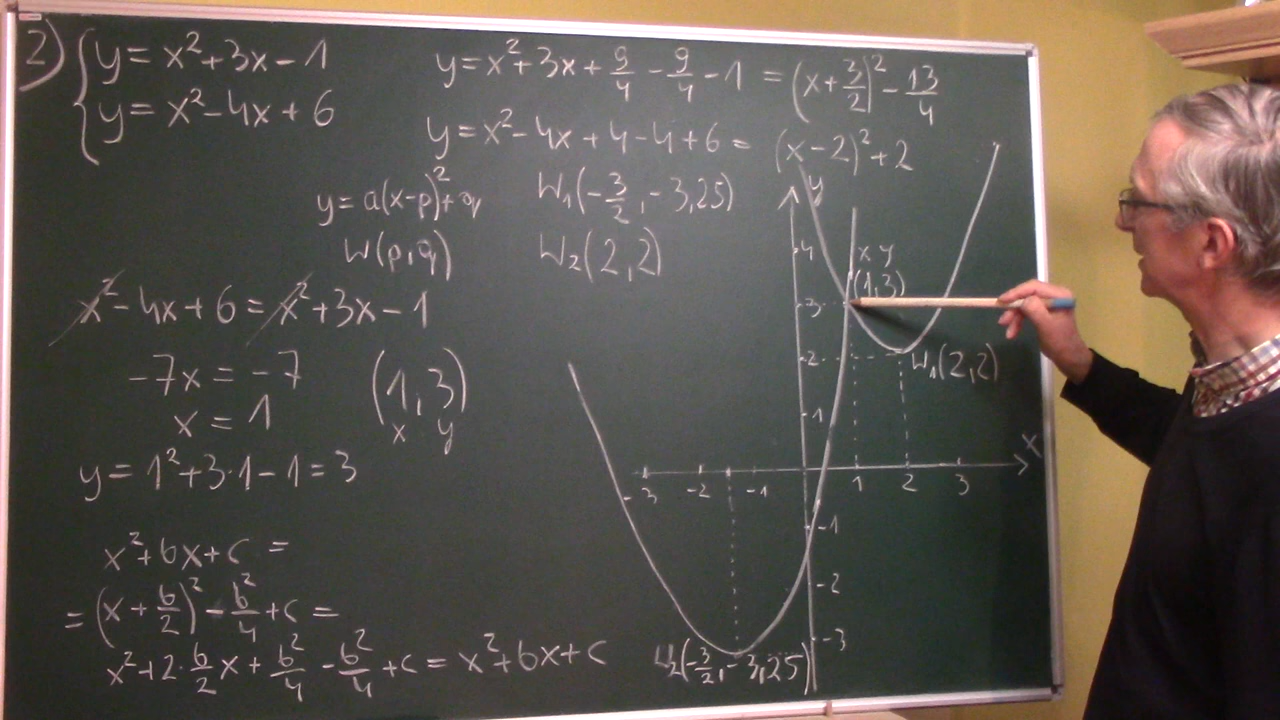 2) { y = x² + 3x - 1
y = x² - 4x + 6
y = x² + 3x + 9/4 - 9/4 - 1 = (x + 3/2)² - 13/4
y = x² - 4x + 4 - 4 + 6 = (x - 2)² + 2
y = a(x-p)² + q
W₁(-3/2, -3,25)
W(p,q)
W₂(2,2)
x² - 4x + 6 = x² + 3x - 1
-7x = -7
x = 1
(1,3)
x y
y = 1² + 3·1 - 1 = 3
x² + bx + c =
= (x + b/2)² - b²/4 + c =
x² + 2·b/2 x + b²/4 - b²/4 + c = x² + bx + c
y
4
x y
(1,3)
3
2
W₁(2,2)
1
x
-3 -2 -1 1 2 3
-1
-2
-3
W₂(-3/2, -3,25)